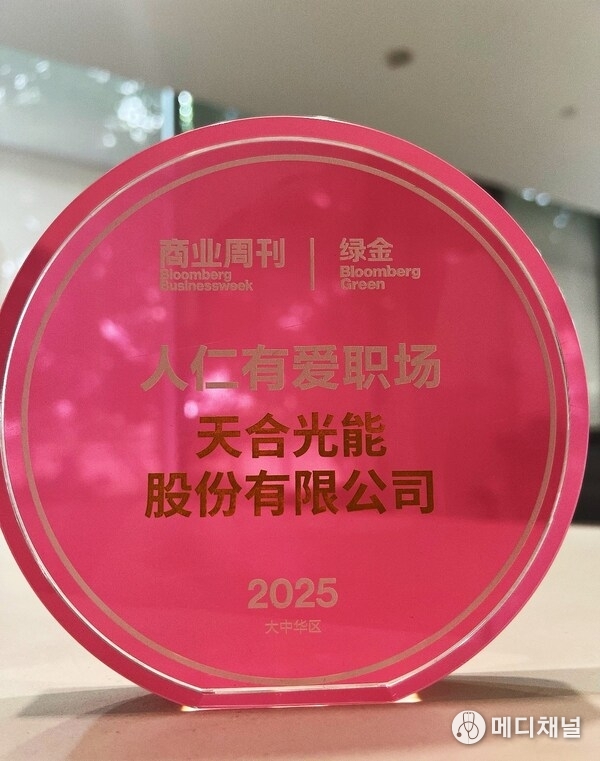 商业周刊
Bloomberg
Businessweek
绿金
Bloomberg
Green
人仁有爱职场
天合光能
股份有限公司
2025
大中华区
메디채널